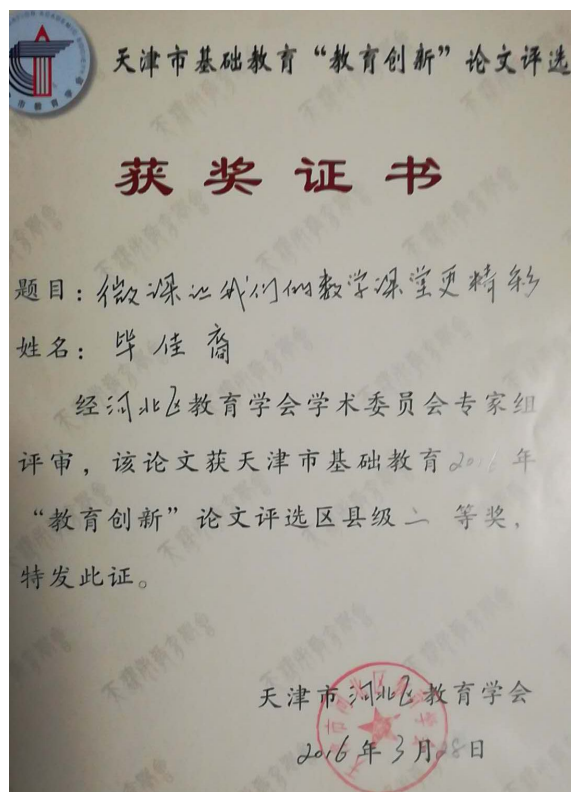 天津市基础教育“教育创新”论文评选
获奖证书
题目：微课让我们的数学课堂更精彩
姓名：毕佳裔
经河北区教育学会学术委员会专家组
评审，该论文获天津市基础教育2016年
“教育创新”论文评选区县级二等奖，
特发此证。
天津市河北区教育学会
2016年3月28日